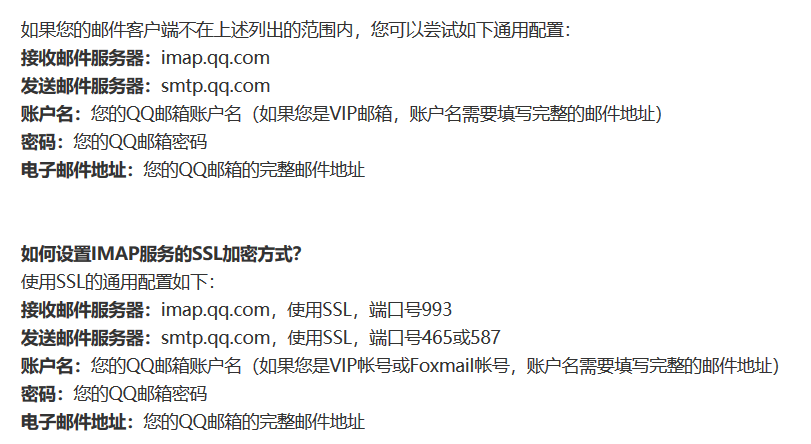 如果您的邮件客户端不在上述列出的范围内，您可以尝试如下通用配置：
接收邮件服务器：imap.qq.com
发送邮件服务器：smtp.qq.com
账户名：您的QQ邮箱账户名（如果您是VIP邮箱，账户名需要填写完整的邮件地址）
密码：您的QQ邮箱密码
电子邮件地址：您的QQ邮箱的完整邮件地址
如何设置IMAP服务的SSL加密方式？
使用SSL的通用配置如下：
接收邮件服务器：imap.qq.com，使用SSL，端口号993
发送邮件服务器：smtp.qq.com，使用SSL，端口号465或587
账户名：您的QQ邮箱账户名（如果您是VIP帐号或Foxmail帐号，账户名需要填写完整的邮件地址）
密码：您的QQ邮箱密码
电子邮件地址：您的QQ邮箱的完整邮件地址